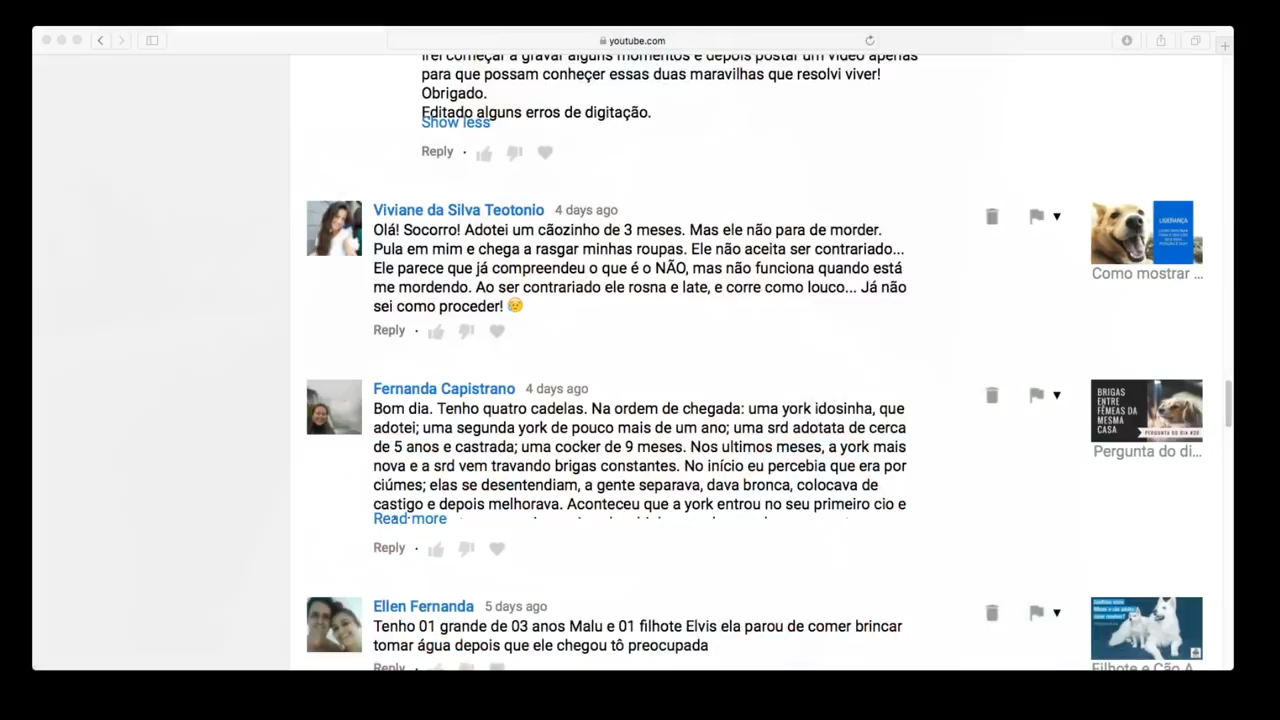 youtube.com
Irei começar a gravar alguns momentos e depois postar um vídeo apenas
para que possam conhecer essas duas maravilhas que resolvi viver!
Obrigado.
Editado alguns erros de digitação.
Show less
Reply
Viviane da Silva Teotonio 4 days ago
Olá! Socorro! Adotei um cãozinho de 3 meses. Mas ele não para de morder.
Pula em mim e chega a rasgar minhas roupas. Ele não aceita ser contrariado...
Ele parece que já compreendeu o que é o NÃO, mas não funciona quando está
me mordendo. Ao ser contrariado ele rosna e late, e corre como louco... Já não
sei como proceder! 😥
Reply
LIDERANÇA
Como mostrar ...
Fernanda Capistrano 4 days ago
Bom dia. Tenho quatro cadelas. Na ordem de chegada: uma york idosinha, que
adotei; uma segunda york de pouco mais de um ano; uma srd adotata de cerca
de 5 anos e castrada; uma cocker de 9 meses. Nos ultimos meses, a york mais
nova e a srd vem travando brigas constantes. No início eu percebia que era por
ciúmes; elas se desentendiam, a gente separava, dava bronca, colocava de
castigo e depois melhorava. Aconteceu que a york entrou no seu primeiro cio e
Read more
Reply
BRIGAS
ENTRE
FÊMEAS DA
MESMA
CASA
PERGUNTA DO DIA #20
Pergunta do di...
Ellen Fernanda 5 days ago
Tenho 01 grande de 03 anos Malu e 01 filhote Elvis ela parou de comer brincar
tomar água depois que ele chegou tô preocupada
Reply
Filhote e Cão A